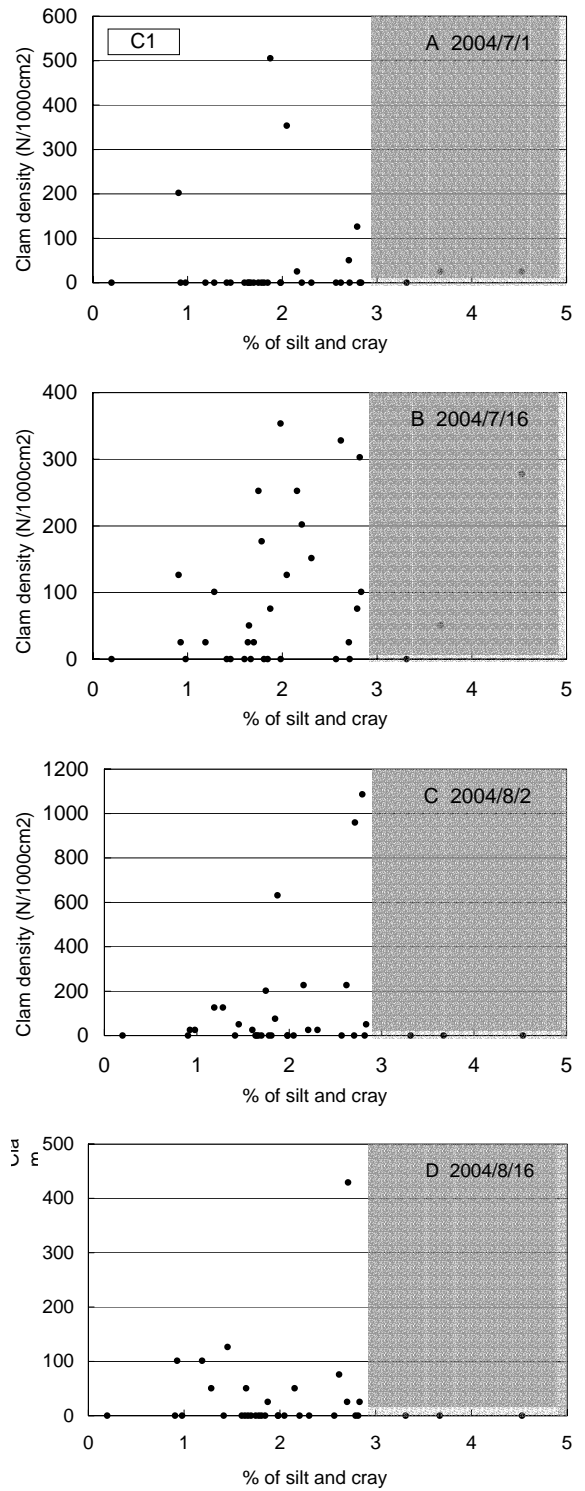 C1
A 2004/7/1
Clam density (N/1000cm2)
600
500
400
300
200
100
0
0 1 2 3 4 5
% of silt and cray
B 2004/7/16
Clam density (N/1000cm2)
400
300
200
100
0
0 1 2 3 4 5
% of silt and cray
C 2004/8/2
Clam density (N/1000cm2)
1200
1000
800
600
400
200
0
0 1 2 3 4 5
% of silt and cray
D 2004/8/16
Cla
m
500
400
300
200
100
0
0 1 2 3 4 5
% of silt and cray